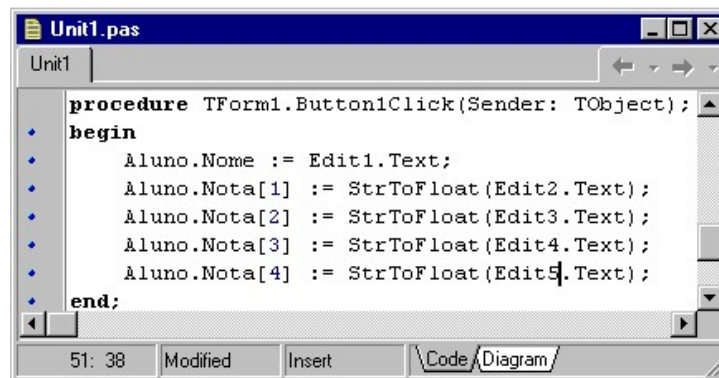 Unit1.pas
Unit1
procedure TForm1.Button1Click(Sender: TObject);
begin
Aluno.Nome := Edit1.Text;
Aluno.Nota[1] := StrToFloat(Edit2.Text);
Aluno.Nota[2] := StrToFloat(Edit3.Text);
Aluno.Nota[3] := StrToFloat(Edit4.Text);
Aluno.Nota[4] := StrToFloat(Edit5.Text);
end;
51: 38 Modified Insert Code Diagram